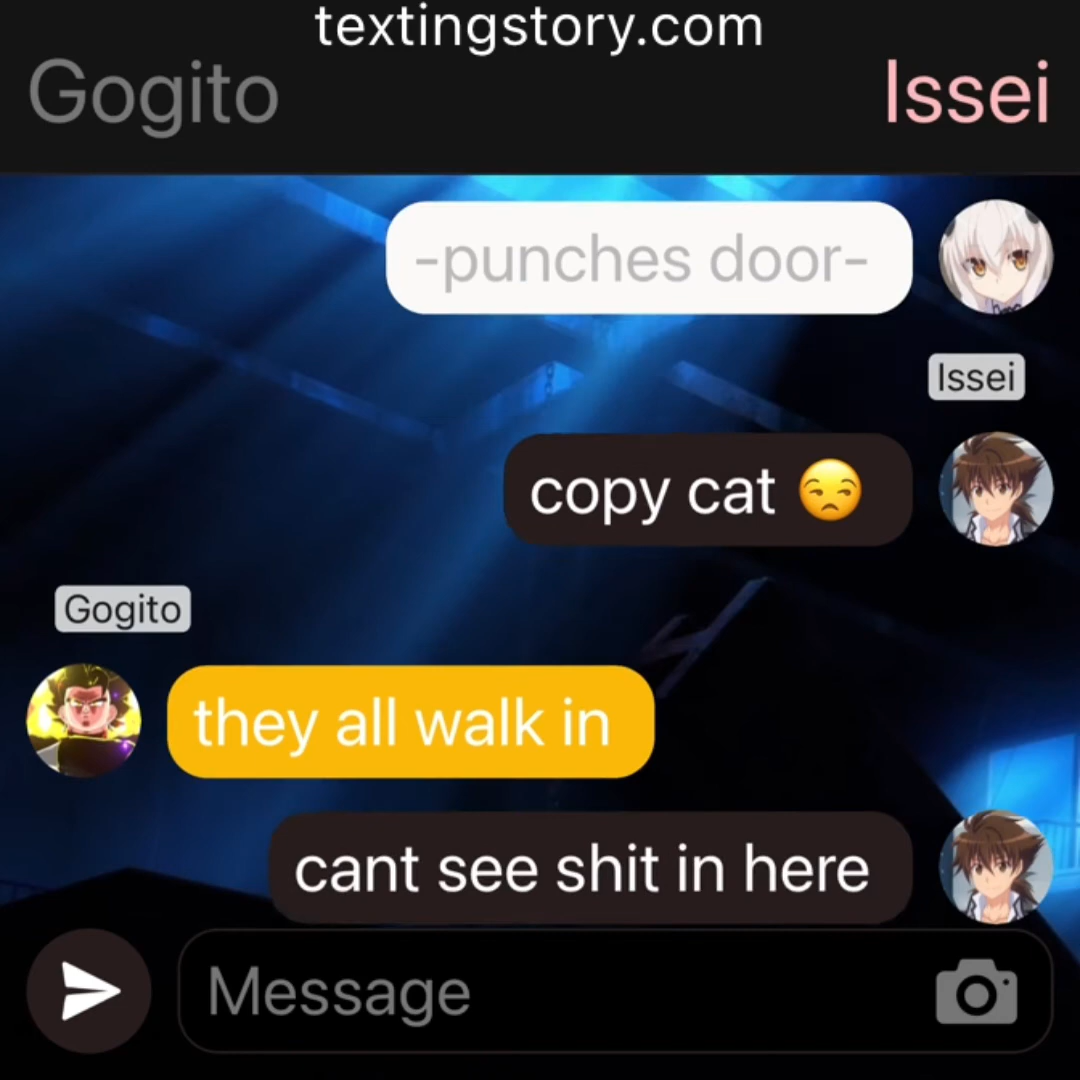 textingstory.com
Gogito
Issei
-punches door-
Issei
copy cat 😒
Gogito
they all walk in
cant see shit in here
Message